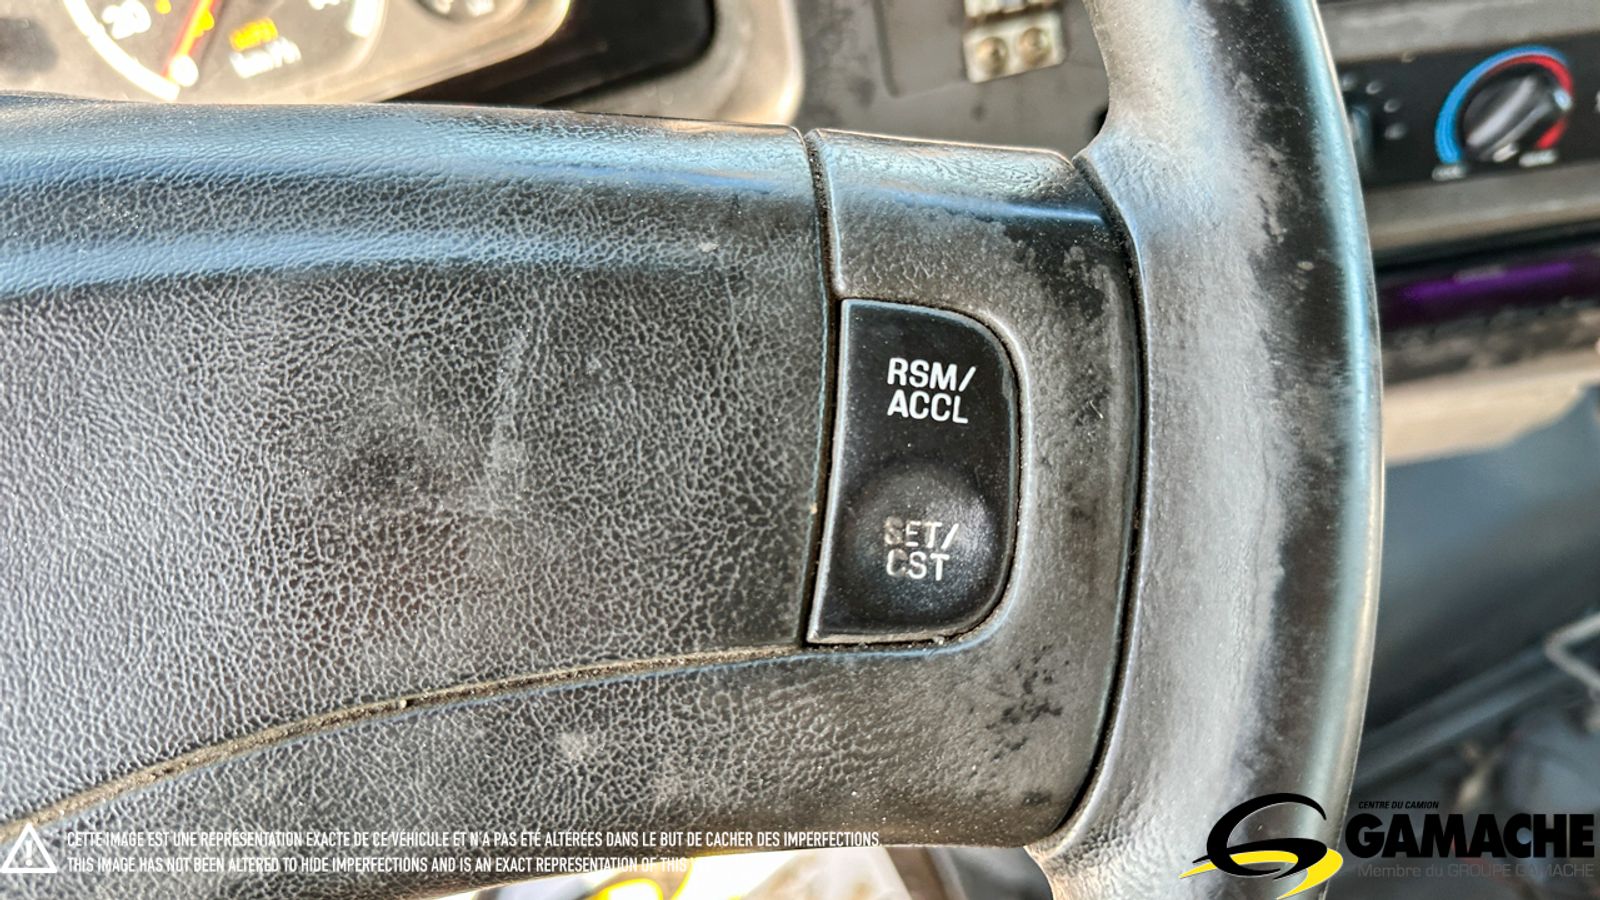 20
RSM/
ACCL
SET/
CST
CETTE IMAGE EST UNE REPRÉSENTATION EXACTE DE CE VÉHICULE ET N'A PAS ÉTÉ ALTÉRÉES DANS LE BUT DE CACHER DES IMPERFECTIONS.
THIS IMAGE HAS NOT BEEN ALTERED TO HIDE IMPERFECTIONS AND IS AN EXACT REPRESENTATION OF THIS
CENTRE DU CAMION
GAMACHE
Membre du GROUPE GAMACHE